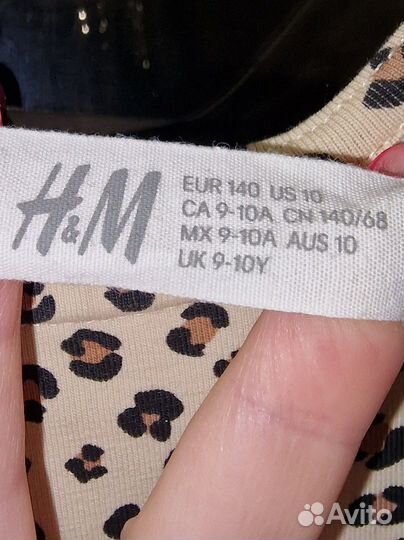 H&M
EUR 140 US 10
CA 9-10A CN 140/68
MX 9-10A AUS 10
UK 9-10Y
Avito